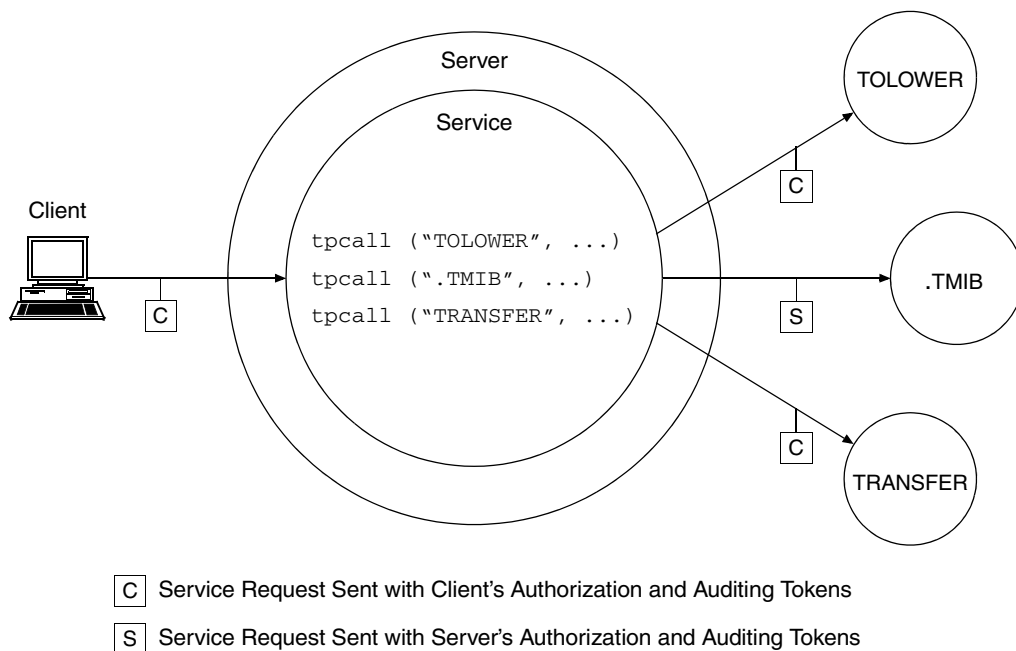 Server
Service
TOLOWER
C
Client
tpcall (“TOLOWER”, ...)
tpcall (“.TMIB”, ...)
tpcall (“TRANSFER”, ...)
C
.TMIB
S
C
TRANSFER
C Service Request Sent with Client’s Authorization and Auditing Tokens
S Service Request Sent with Server’s Authorization and Auditing Tokens